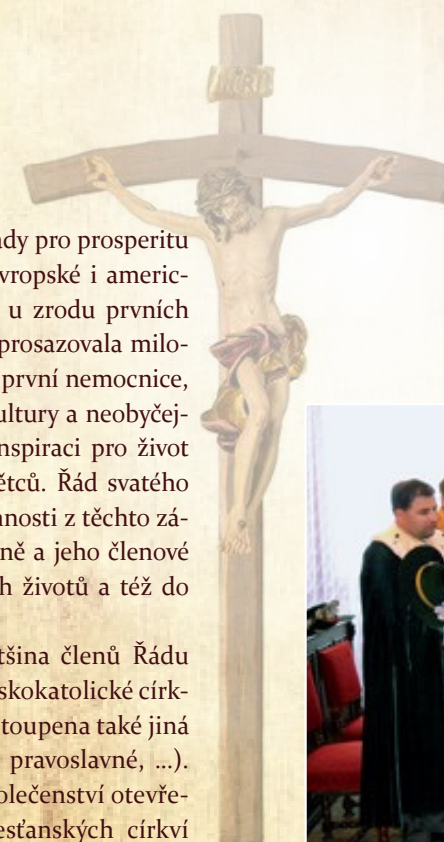 INRI
ady pro prosperitu
vropské i americ-
u zrodu prvních
prosazovala milo-
první nemocnice,
ultury a neobyčej-
nspiraci pro život
ětců. Řád svatého
nnosti z těchto zá-
ně a jeho členové
h životů a též do
tšina členů Řádu
skokatolické círk-
toupena také jiná
pravoslavné, ...).
olečenství otevře-
esťanských církví